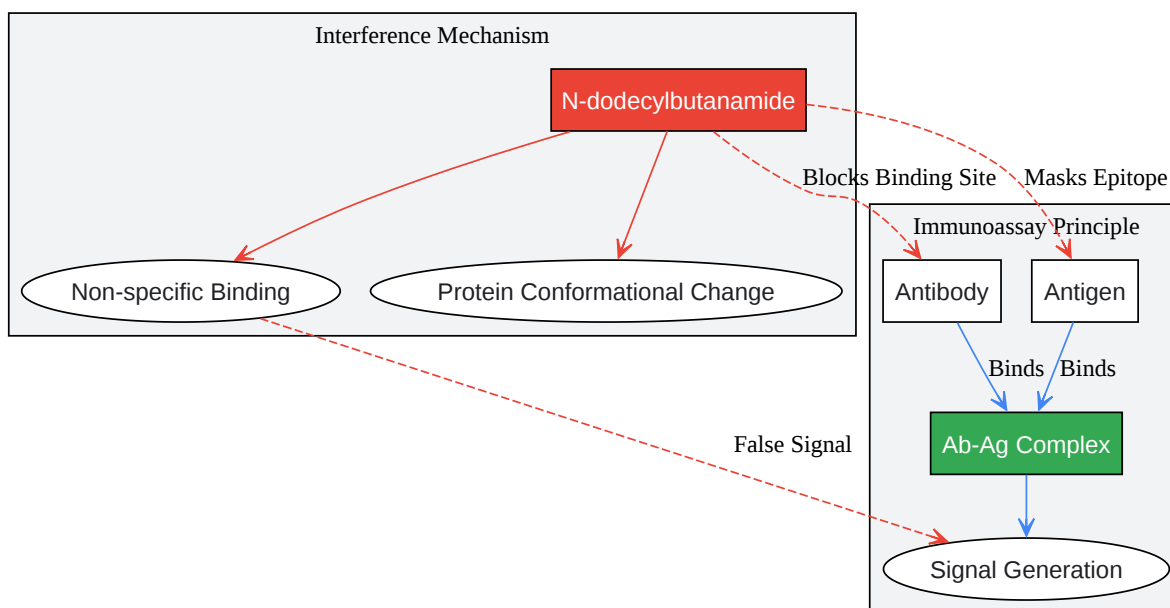 Interference Mechanism
N-dodecylbutanamide
Blocks Binding Site
Masks Epitope
Immunoassay Principle
Non-specific Binding
Protein Conformational Change
Antibody
Antigen
Binds
Binds
Ab-Ag Complex
False Signal
Signal Generation